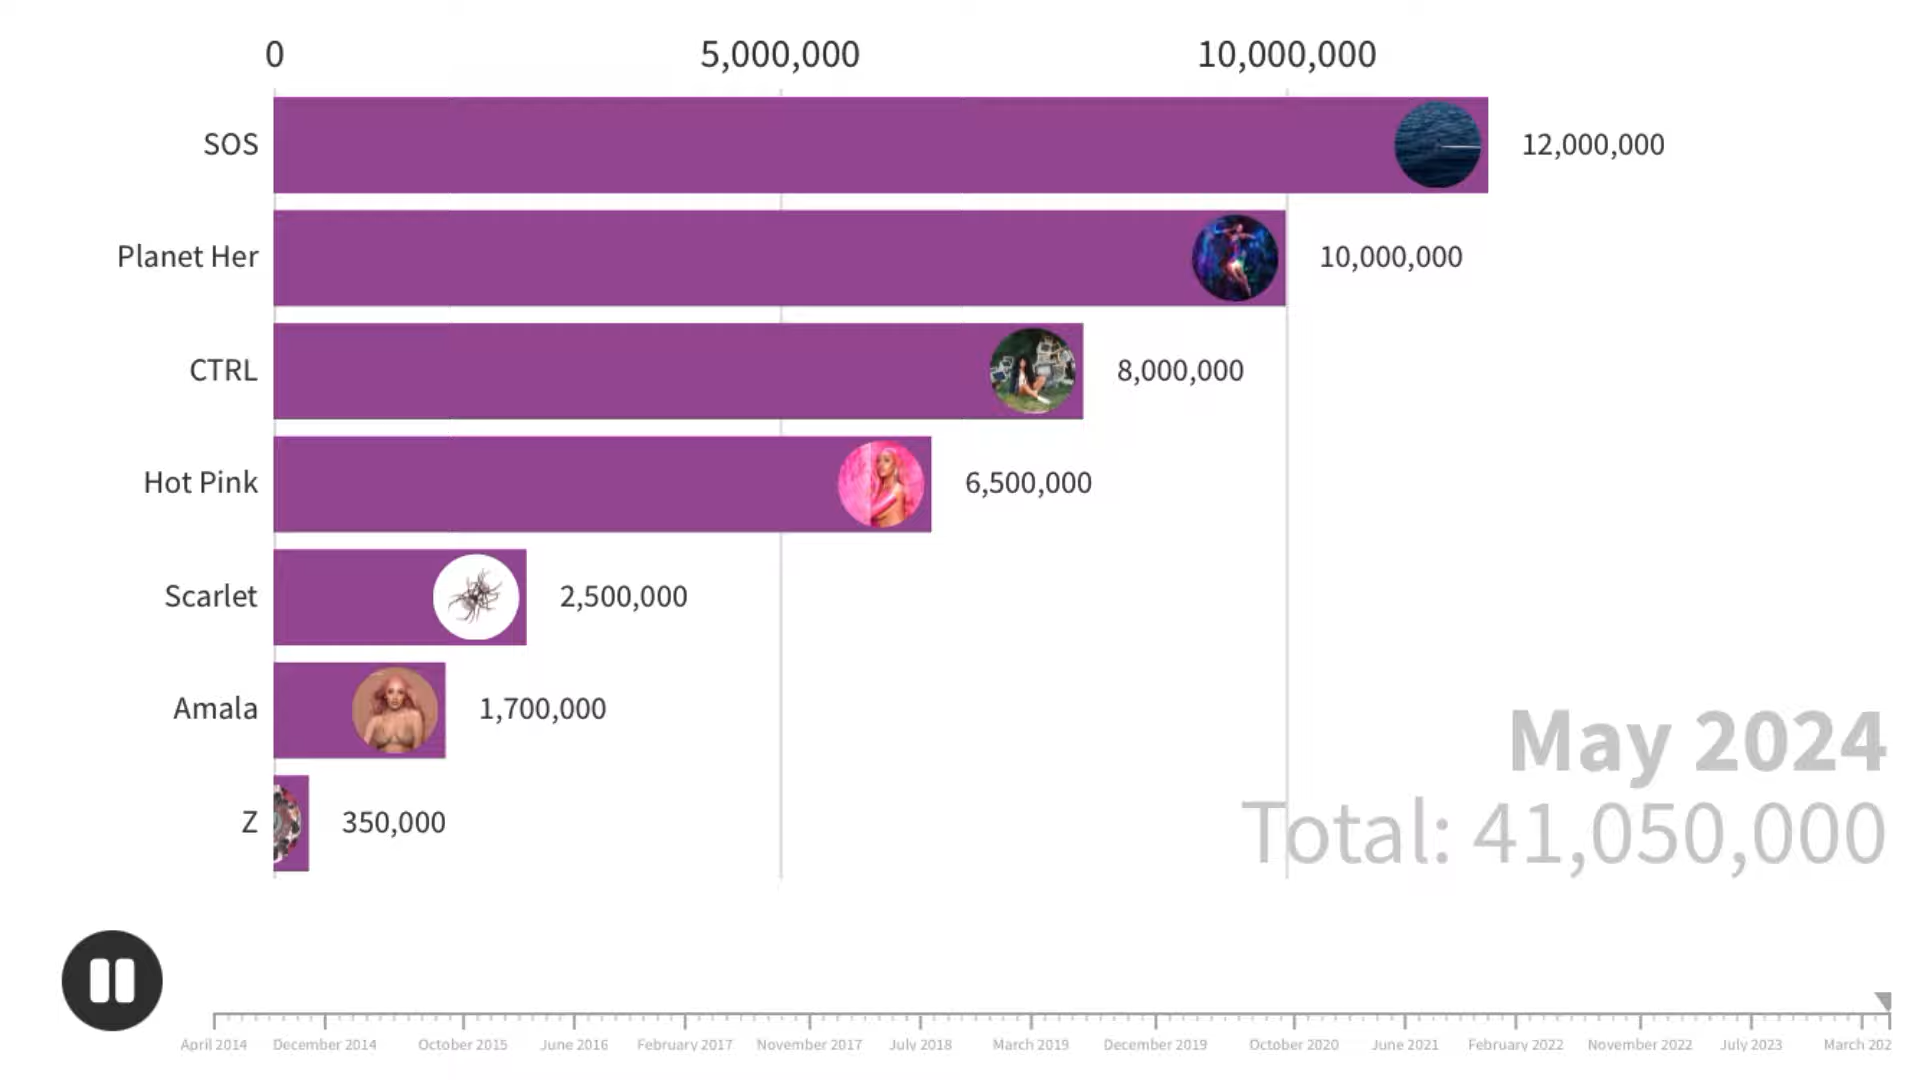 0 5,000,000 10,000,000
SOS 12,000,000
Planet Her 10,000,000
CTRL 8,000,000
Hot Pink 6,500,000
Scarlet 2,500,000
Amala 1,700,000
Z 350,000
May 2024
Total: 41,050,000
April 2014 December 2014 October 2015 June 2016 February 2017 November 2017 July 2018 March 2019 December 2019 October 2020 June 2021 February 2022 November 2022 July 2023 March 202